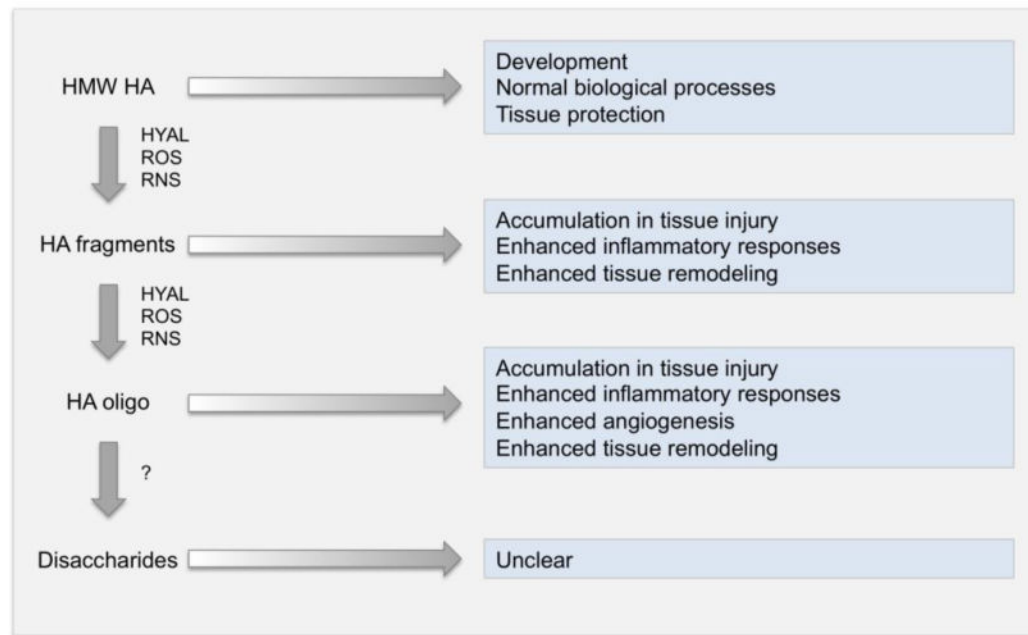 HMW HA
Development
Normal biological processes
Tissue protection
HYAL
ROS
RNS
HA fragments
Accumulation in tissue injury
Enhanced inflammatory responses
Enhanced tissue remodeling
HYAL
ROS
RNS
HA oligo
Accumulation in tissue injury
Enhanced inflammatory responses
Enhanced angiogenesis
Enhanced tissue remodeling
?
Disaccharides
Unclear